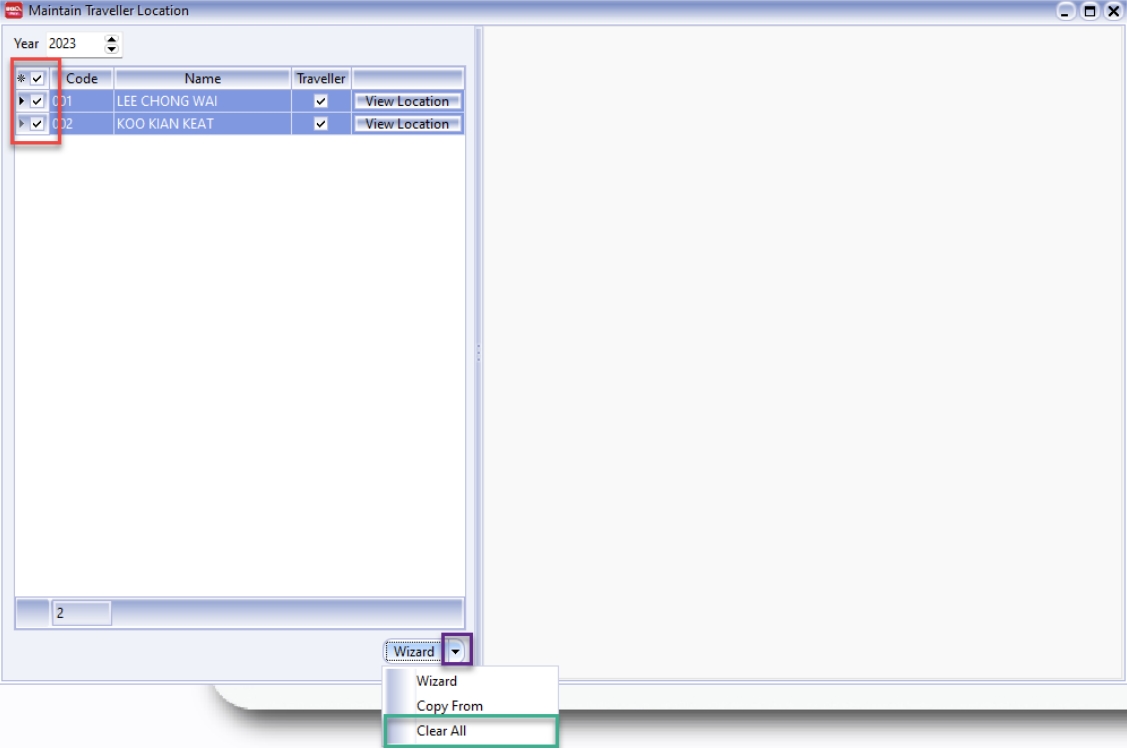 Maintain Traveller Location
Year 2023
Code Name Traveller
001 LEE CHONG WAI View Location
002 KOO KIAN KEAT View Location
2
Wizard
Wizard
Copy From
Clear All